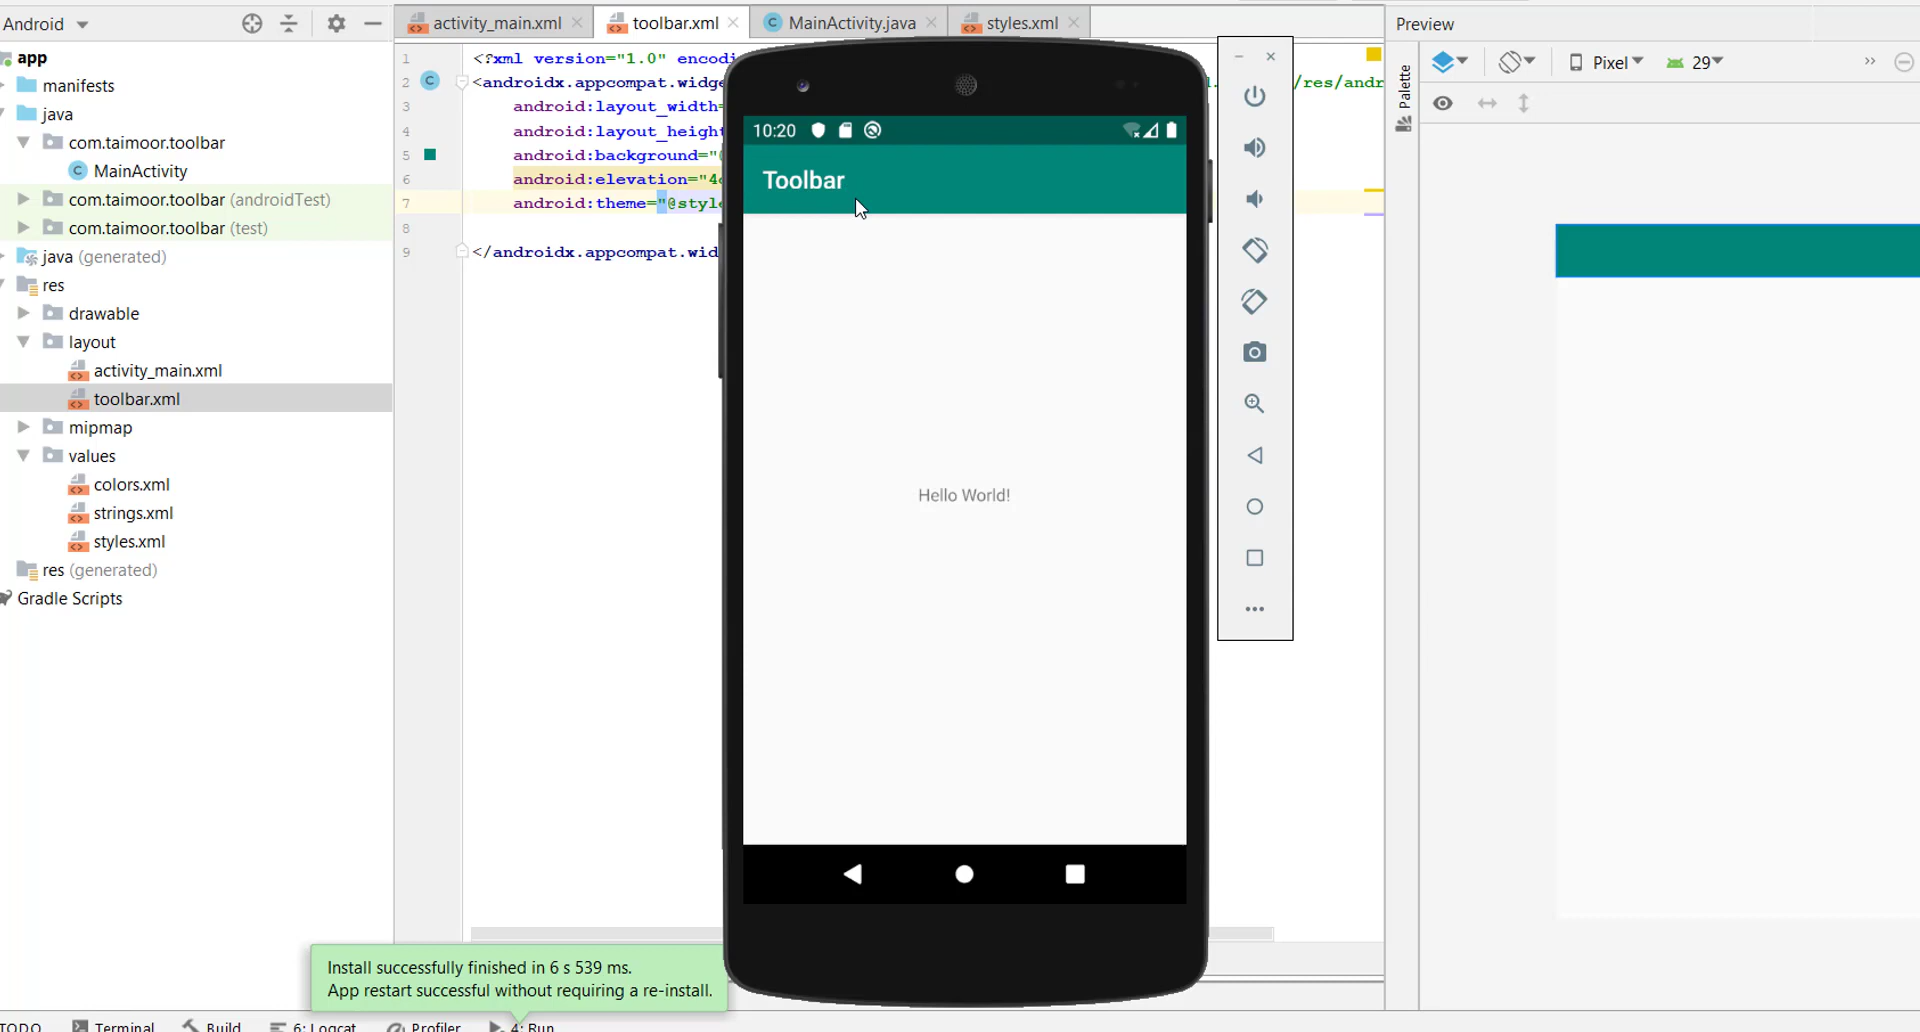 Android
app
manifests
java
com.taimoor.toolbar
MainActivity
com.taimoor.toolbar (androidTest)
com.taimoor.toolbar (test)
java (generated)
res
drawable
layout
activity_main.xml
toolbar.xml
mipmap
values
colors.xml
strings.xml
styles.xml
res (generated)
Gradle Scripts
activity_main.xml
toolbar.xml
MainActivity.java
styles.xml
1 <?xml version="1.0" encodi
2 <androidx.appcompat.widge
/res/andr
3 android:layout_width=
4 android:layout_height
5 android:background="
6 android:elevation="4
7 android:theme="@style
8
9 </androidx.appcompat.wid
10:20
Toolbar
Hello World!
Preview
Palette
Pixel
29
Install successfully finished in 6 s 539 ms.
App restart successful without requiring a re-install.
TODO
Terminal
Build
6: Logcat
Profiler
4: Run